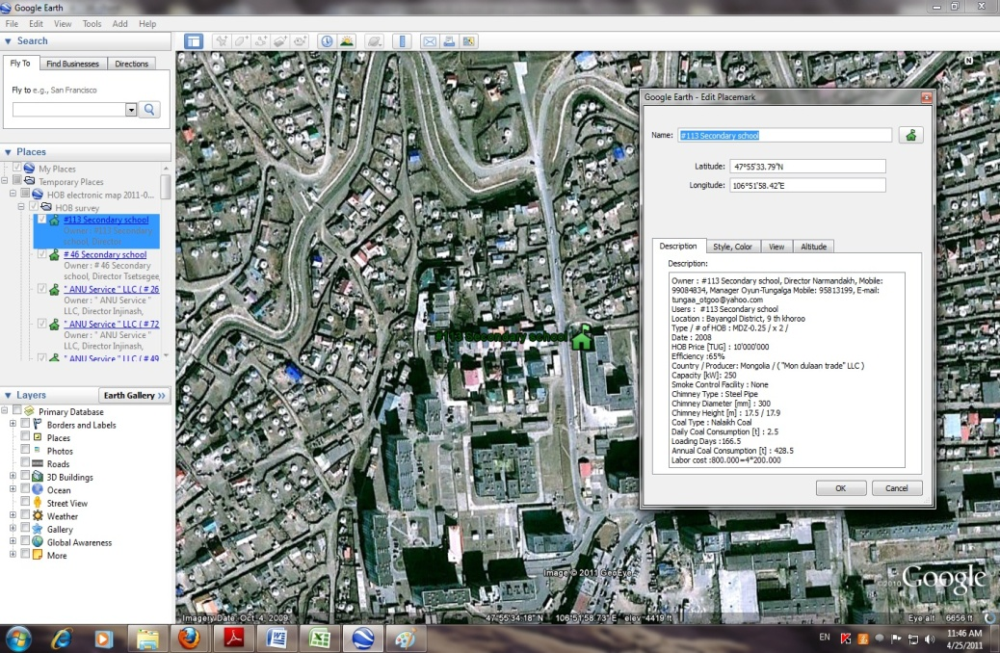 Google Earth
File Edit View Tools Add Help
Search
Fly To Find Businesses Directions
Fly to e.g., San Francisco
Places
My Places
Temporary Places
HOB electronic map 2011-0...
HOB survey
#113 Secondary school
Owner : #113 Secondary
school, Director
# 46 Secondary school
Owner : # 46 Secondary
school, Director Tsetsegee,
" ANU Service " LLC ( # 26
Owner : " ANU Service "
LLC, Director Injinash,
" ANU Service " LLC ( # 72
Owner : " ANU Service "
LLC, Director Injinash,
" ANU Service " LLC ( # 49
Layers
Earth Gallery >>
Primary Database
Borders and Labels
Places
Photos
Roads
3D Buildings
Ocean
Street View
Weather
Gallery
Global Awareness
More
N
#113 Secondary school
Google Earth - Edit Placemark
Name: #113 Secondary school
Latitude: 47°55'33.79"N
Longitude: 106°51'58.42"E
Description Style, Color View Altitude
Description:
Owner : #113 Secondary school, Director Narmandakh, Mobile:
99084834, Manager Oyun-Tungalga Mobile: 95813199, E-mail:
tungaa_otgoo@yahoo.com
Users : #113 Secondary school
Location : Bayangol District, 9 th khoroo
Type / # of HOB : MDZ-0.25 / x 2 /
Date : 2008
HOB Price [TUG] : 10'000'000
Efficiency :65%
Country / Producer: Mongolia / ( "Mon dulaan trade" LLC )
Capacity [kW]: 250
Smoke Control Facility : None
Chimney Type : Steel Pipe
Chimney Diameter [mm] : 300
Chimney Height [m] : 17.5 / 17.9
Coal Type : Nalaikh Coal
Daily Coal Consumption [t] : 2.5
Loading Days :166.5
Annual Coal Consumption [t] : 428.5
Labor cost :800.000=4*200.000
OK Cancel
Image © 2011 GeoEye
©2010 Google
Imagery Date: Oct 4, 2009
47°55'34.18" N 106°51'58.73" E elev 4419 ft
Eye alt 6656 ft
EN
11:46 AM
4/25/2011